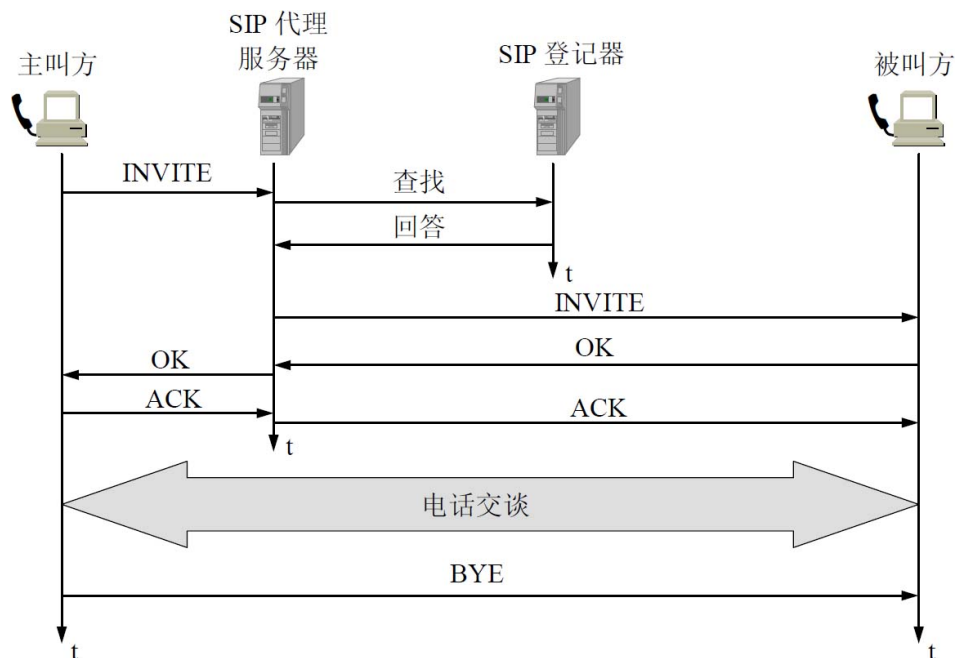 SIP 代理
服务器
主叫方
SIP 登记器
被叫方
INVITE
查找
回答
t
INVITE
OK
OK
ACK
ACK
t
电话交谈
BYE
t
t